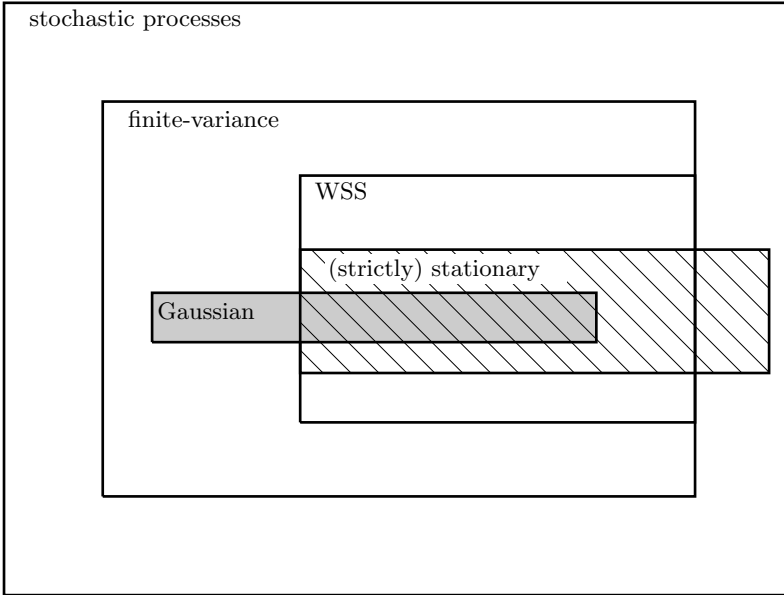 stochastic processes
finite-variance
WSS
(strictly) stationary
Gaussian